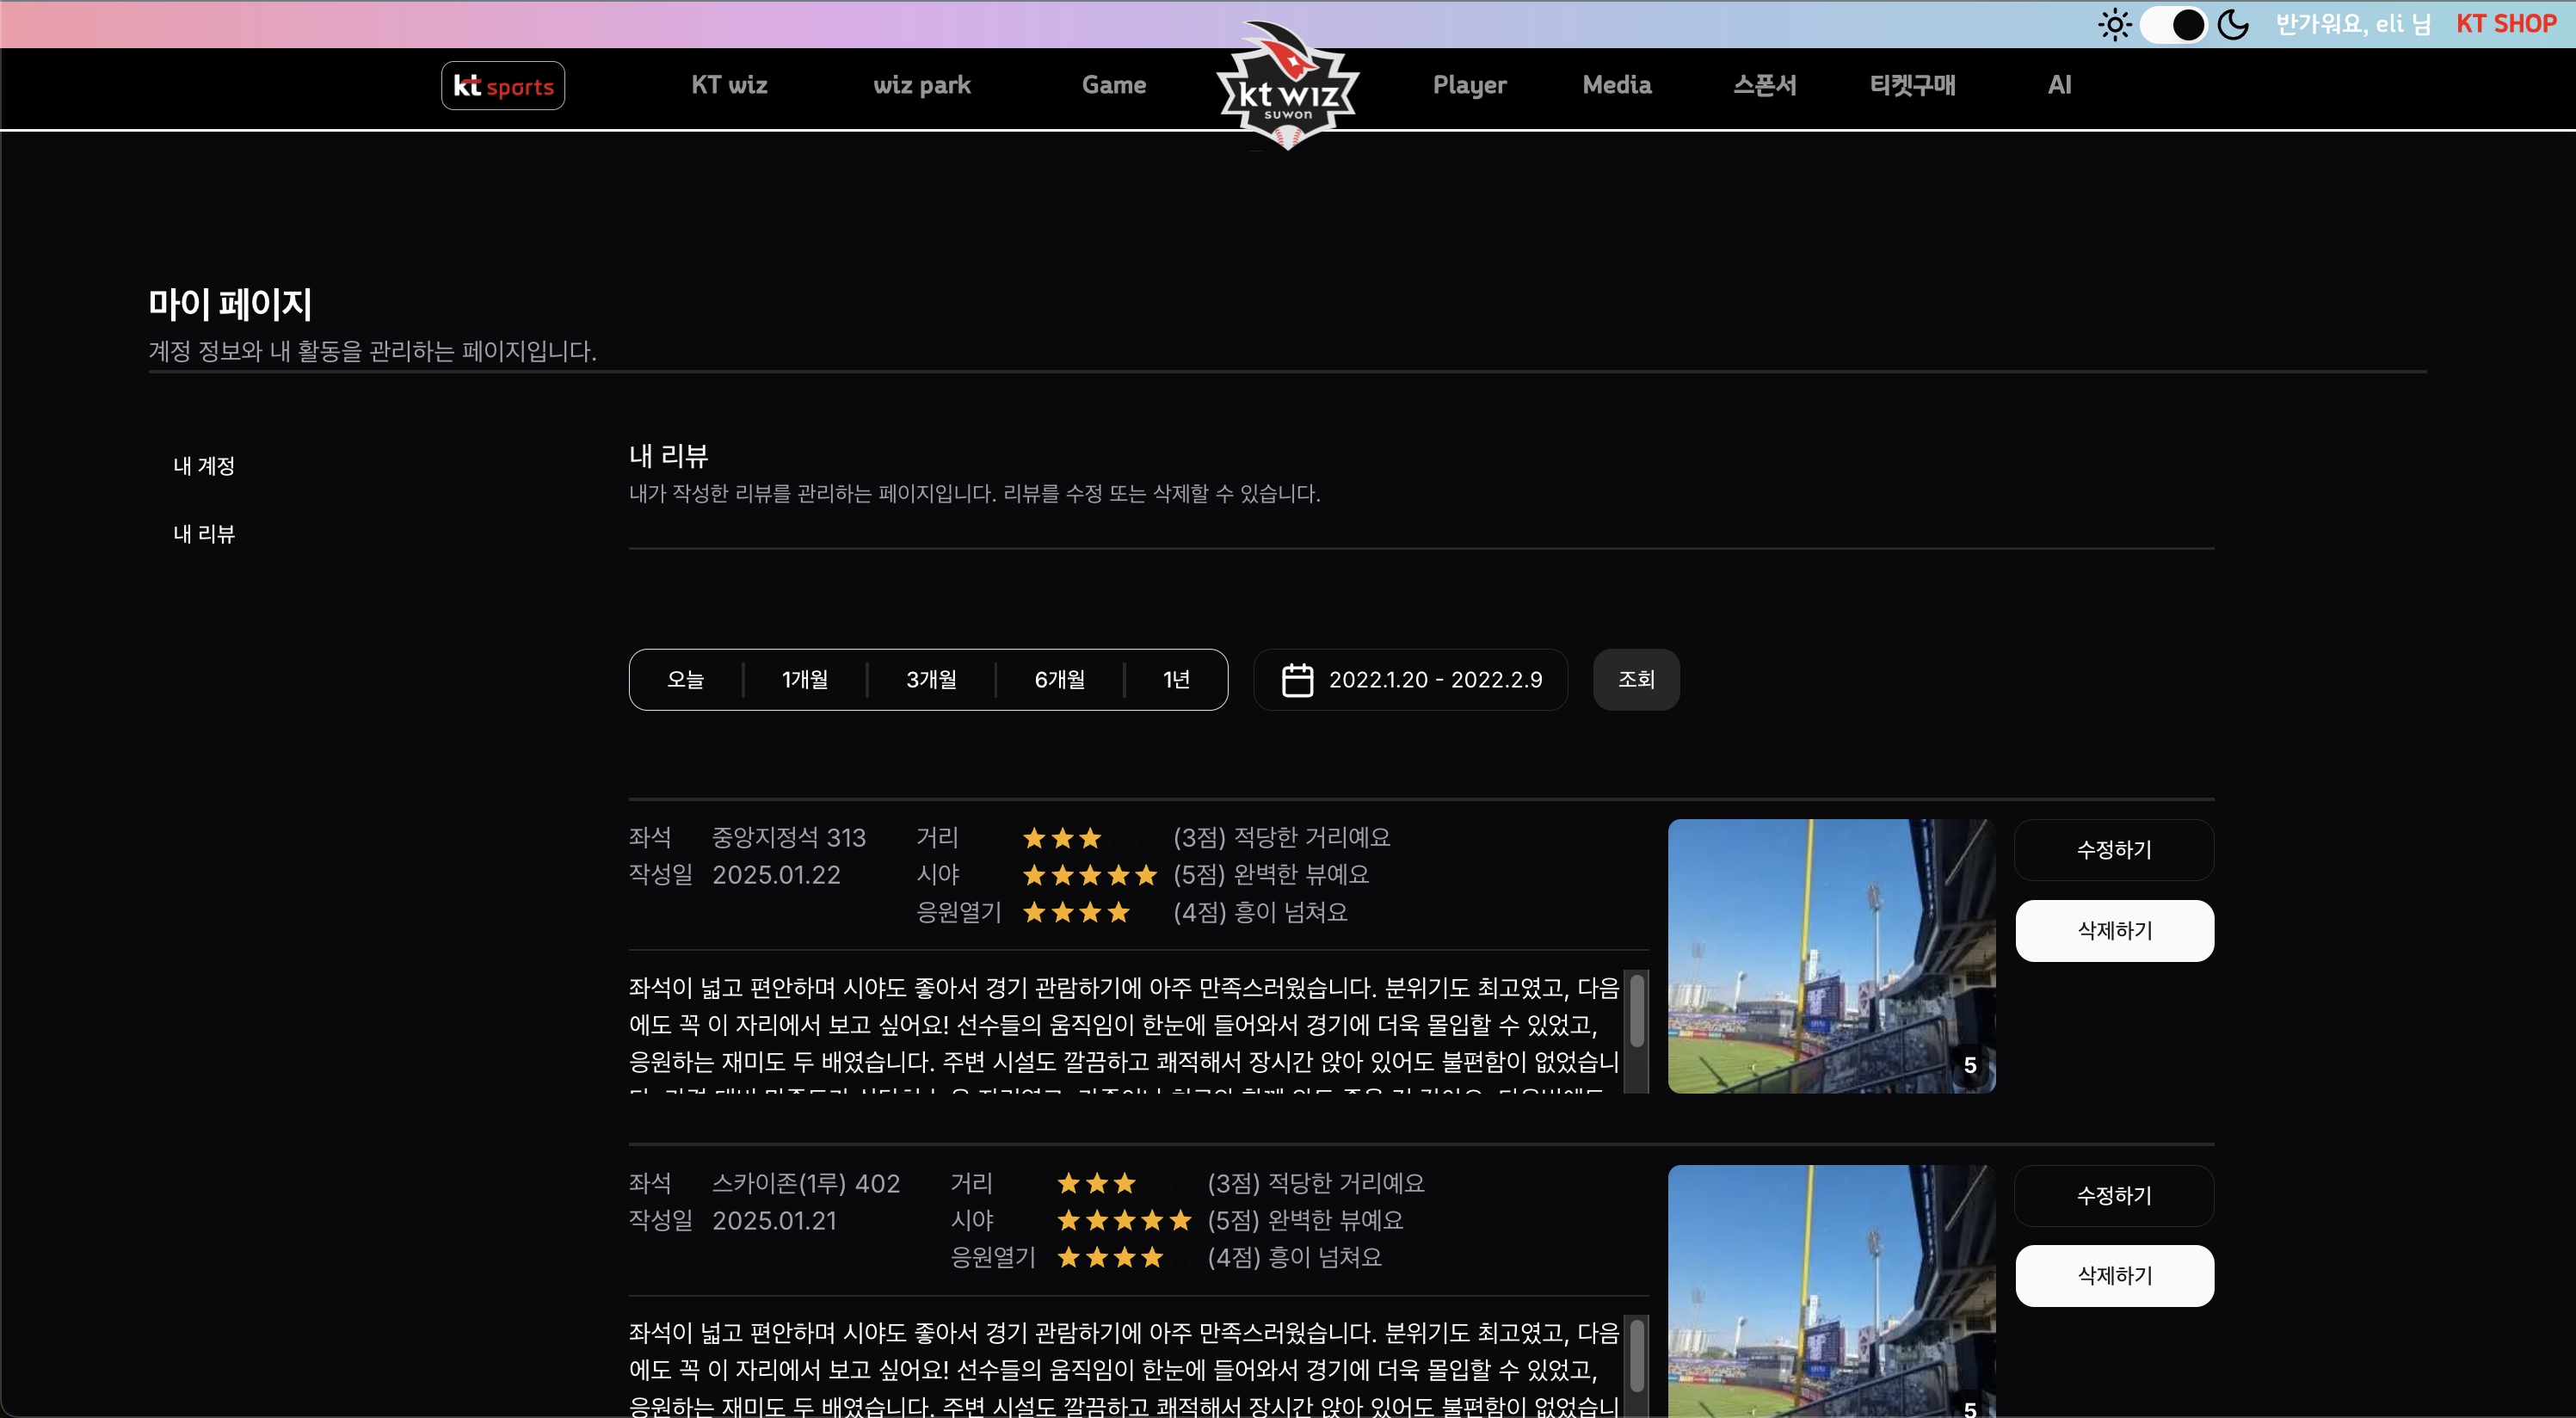 반가워요, eli 님 KT SHOP
kt sports KT wiz wiz park Game kt wiz suwon Player Media 스폰서 티켓구매 AI
마이 페이지
계정 정보와 내 활동을 관리하는 페이지입니다.
내 계정
내 리뷰
내 리뷰
내가 작성한 리뷰를 관리하는 페이지입니다. 리뷰를 수정 또는 삭제할 수 있습니다.
오늘 1개월 3개월 6개월 1년 2022.1.20 - 2022.2.9 조회
좌석 중앙지정석 313 거리 (3점) 적당한 거리예요
작성일 2025.01.22 시야 (5점) 완벽한 뷰예요
응원열기 (4점) 흥이 넘쳐요
좌석이 넓고 편안하며 시야도 좋아서 경기 관람하기에 아주 만족스러웠습니다. 분위기도 최고였고, 다음
에도 꼭 이 자리에서 보고 싶어요! 선수들의 움직임이 한눈에 들어와서 경기에 더욱 몰입할 수 있었고,
응원하는 재미도 두 배였습니다. 주변 시설도 깔끔하고 쾌적해서 장시간 앉아 있어도 불편함이 없었습니
5
수정하기
삭제하기
좌석 스카이존(1루) 402 거리 (3점) 적당한 거리예요
작성일 2025.01.21 시야 (5점) 완벽한 뷰예요
응원열기 (4점) 흥이 넘쳐요
좌석이 넓고 편안하며 시야도 좋아서 경기 관람하기에 아주 만족스러웠습니다. 분위기도 최고였고, 다음
에도 꼭 이 자리에서 보고 싶어요! 선수들의 움직임이 한눈에 들어와서 경기에 더욱 몰입할 수 있었고,
응원하는 재미도 두 배였습니다. 주변 시설도 깔끔하고 쾌적해서 장시간 앉아 있어도 불편함이 없었습니
5
수정하기
삭제하기